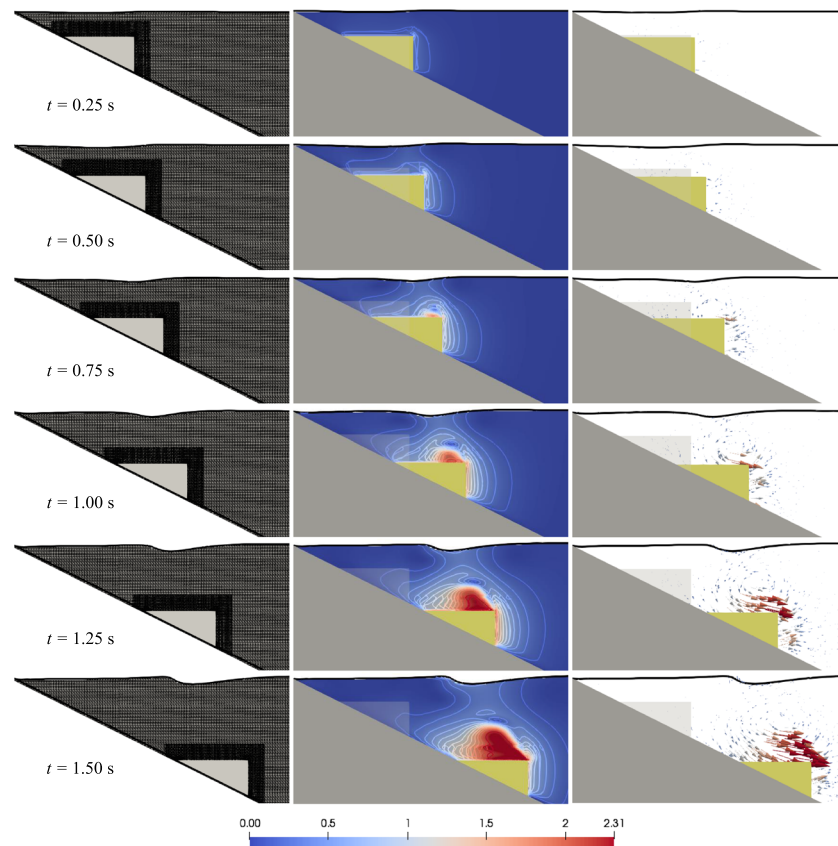 t = 0.25 s
t = 0.50 s
t = 0.75 s
t = 1.00 s
t = 1.25 s
t = 1.50 s
0.00 0.5 1 1.5 2 2.31